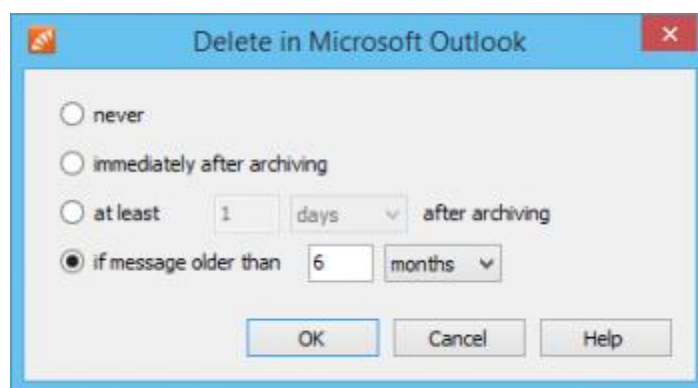 Delete in Microsoft Outlook
never
immediately after archiving
at least 1 days after archiving
if message older than 6 months
OK Cancel Help